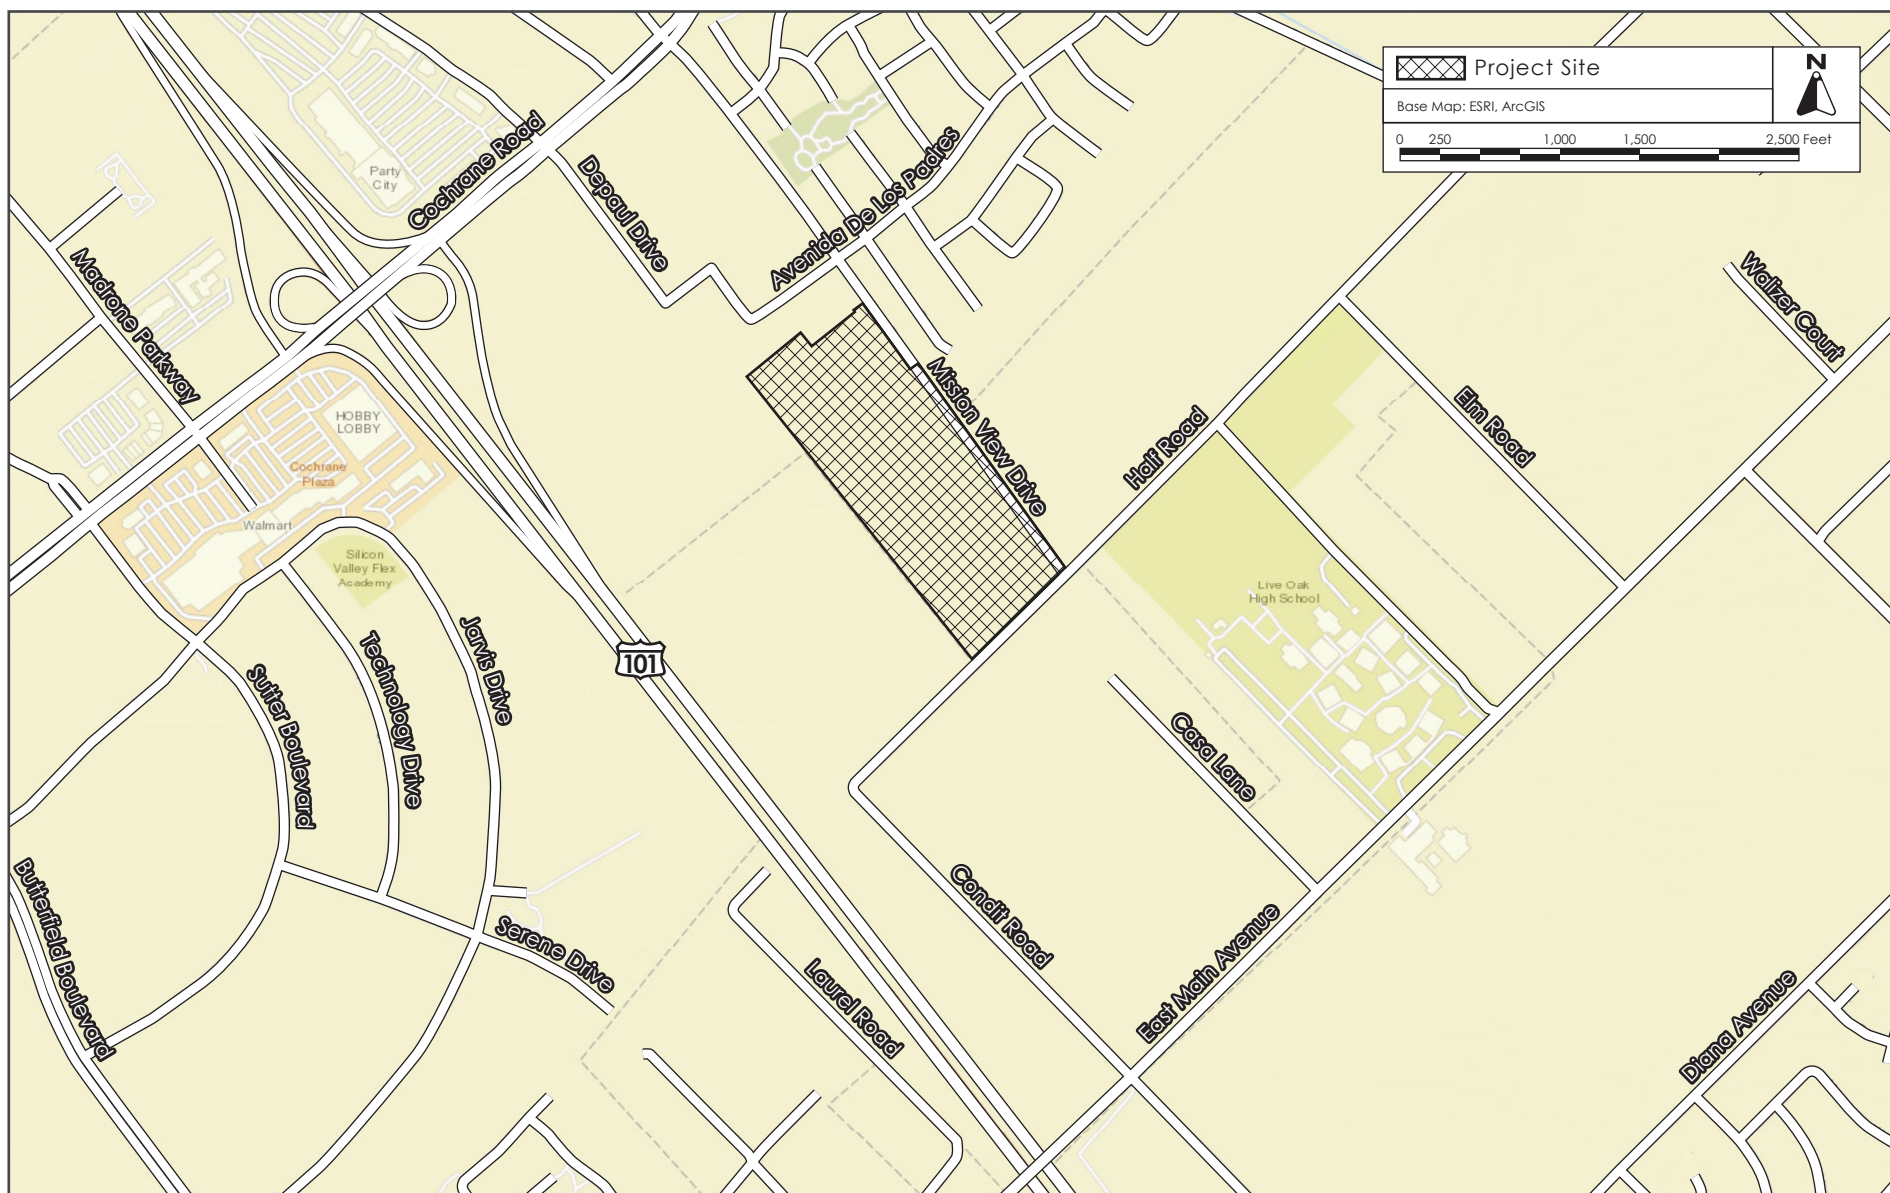 Project Site
N
Base Map: ESRI, ArcGIS
0 250 1,000 1,500 2,500 Feet
Party
City
Cochrane Road
Depaul Drive
Avenida De Los Padres
Madrone Parkway
Walizer Court
Mission View Drive
Half Road
Elm Road
HOBBY
LOBBY
Cochrane
Plaza
Walmart
Silicon
Valley Flex
Academy
Live Oak
High School
Jarvis Drive
Technology Drive
Sutter Boulevard
101
Casa Lane
Butterfield Boulevard
Condit Road
Serene Drive
East Main Avenue
Laurel Road
Diana Avenue